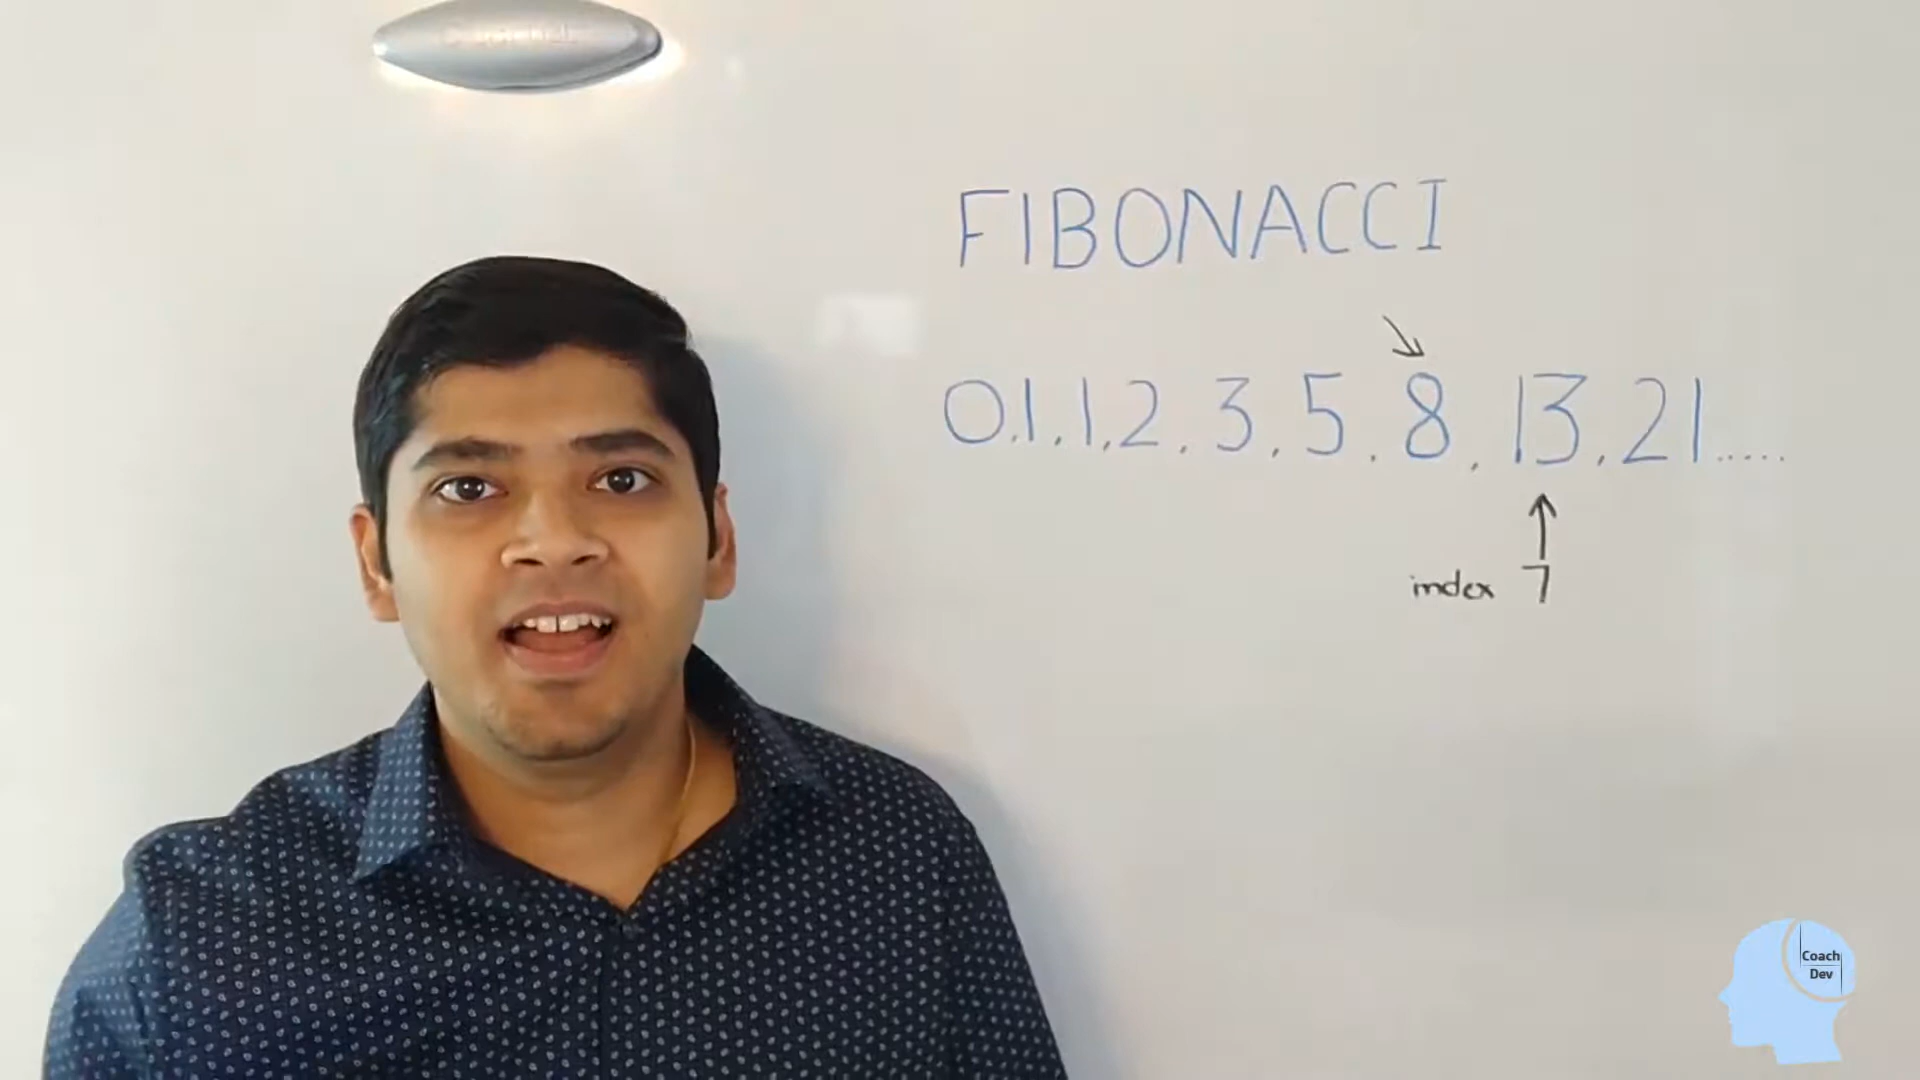 FIBONACCI
0,1,1,2,3,5,8,13,21.....
index 7
Coach
Dev